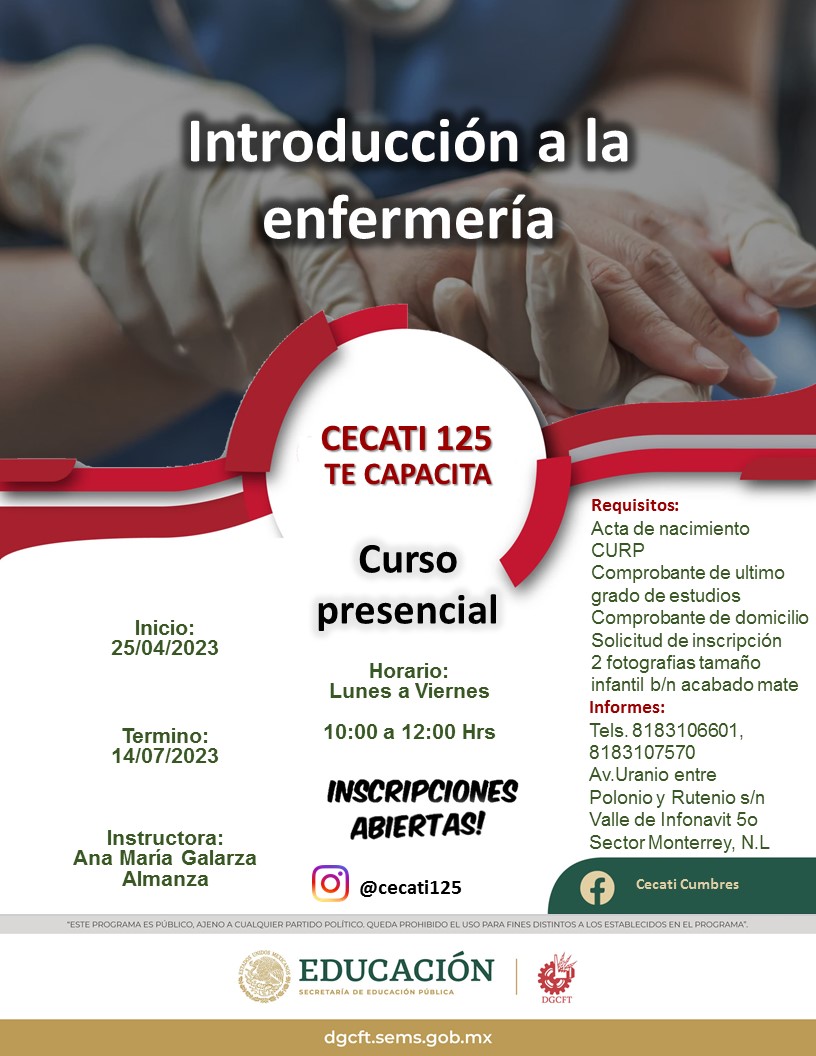 Introducción a la
enfermería
CECATI 125
TE CAPACITA
Curso
presencial
Inicio:
25/04/2023
Termino:
14/07/2023
Instructora:
Ana María Galarza
Almanza
Horario:
Lunes a Viernes
10:00 a 12:00 Hrs
INSCRIPCIONES
ABIERTAS!
@cecati125
Requisitos:
Acta de nacimiento
CURP
Comprobante de ultimo
grado de estudios
Comprobante de domicilio
Solicitud de inscripción
2 fotografias tamaño
infantil b/n acabado mate
Informes:
Tels. 8183106601,
8183107570
Av.Uranio entre
Polonio y Rutenio s/n
Valle de Infonavit 5o
Sector Monterrey, N.L
Cecati Cumbres
"ESTE PROGRAMA ES PÚBLICO, AJENO A CUALQUIER PARTIDO POLÍTICO. QUEDA PROHIBIDO EL USO PARA FINES DISTINTOS A LOS ESTABLECIDOS EN EL PROGRAMA".
EDUCACIÓN
SECRETARÍA DE EDUCACIÓN PÚBLICA
DGCFT
dgcft.sems.gob.mx